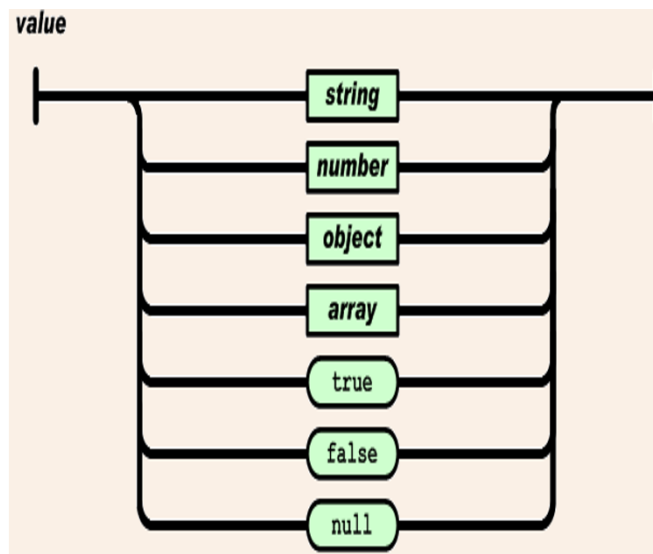 value
string
number
object
array
true
false
null